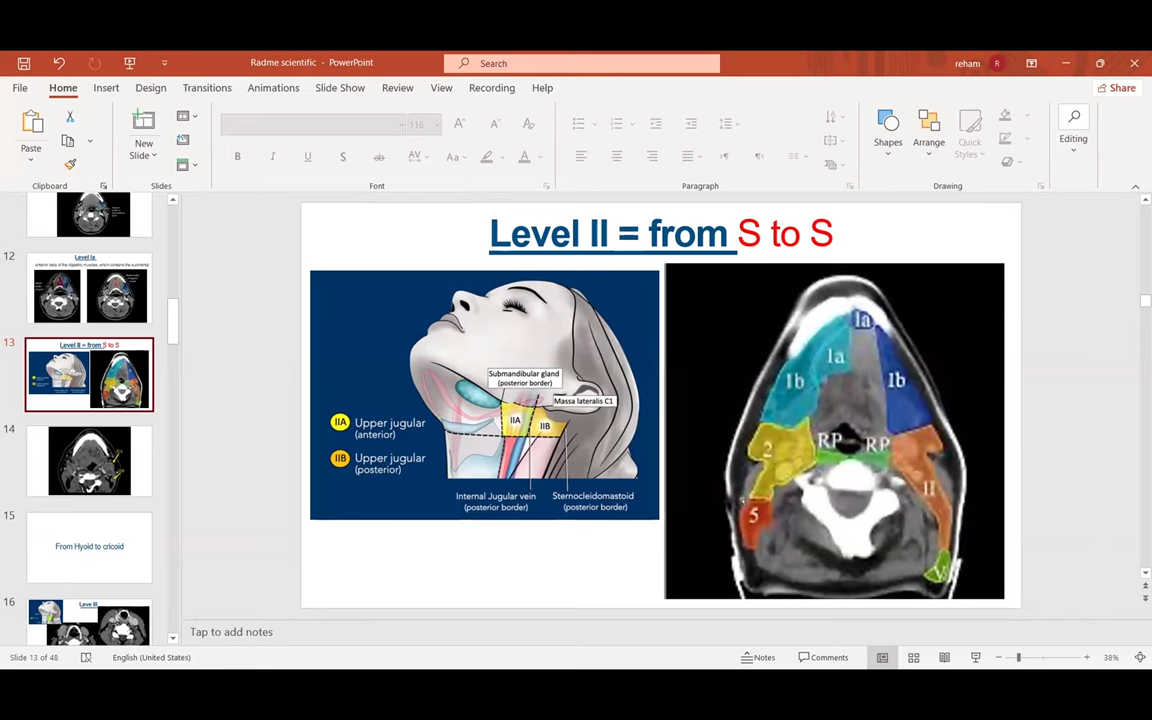 Radme scientific - PowerPoint
Search
reham
R
File Home Insert Design Transitions Animations Slide Show Review View Recording Help
Share
Paste
New
Slide
116
B I U S ab AV Aa A
Shapes
Arrange
Quick
Styles
Editing
Clipboard
Slides
Font
Paragraph
Drawing
12
Level Ia
13
Level II = from S to S
14
15
From Hyoid to cricoid
16
Level III
Level II = from S to S
Submandibular gland
(posterior border)
Massa lateralis C1
IIA
IIB
IIA Upper jugular
(anterior)
IIB Upper jugular
(posterior)
Internal Jugular vein
(posterior border)
Sternocleidomastoid
(posterior border)
Ia
Ia
Ib
Ib
RP
RP
2
II
5
V
Tap to add notes
Slide 13 of 48
English (United States)
Notes
Comments
38%